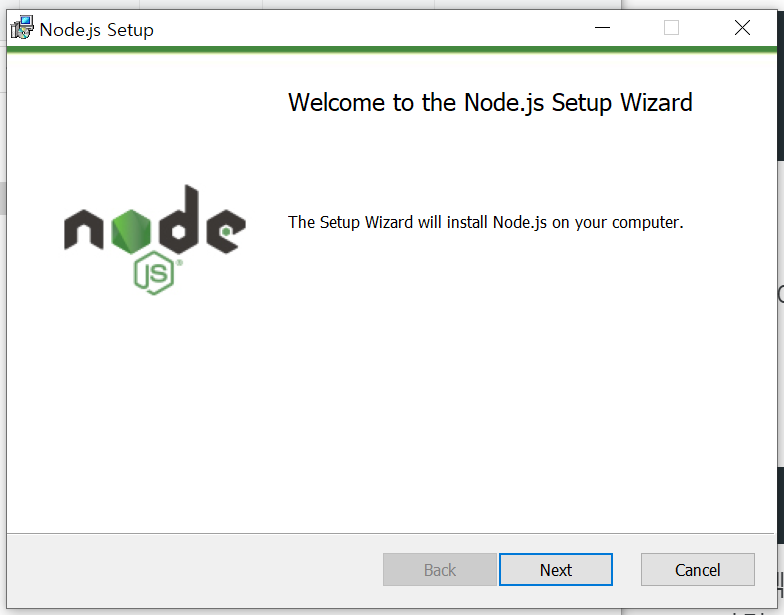 Node.js Setup
Welcome to the Node.js Setup Wizard
node
JS®
The Setup Wizard will install Node.js on your computer.
Back
Next
Cancel